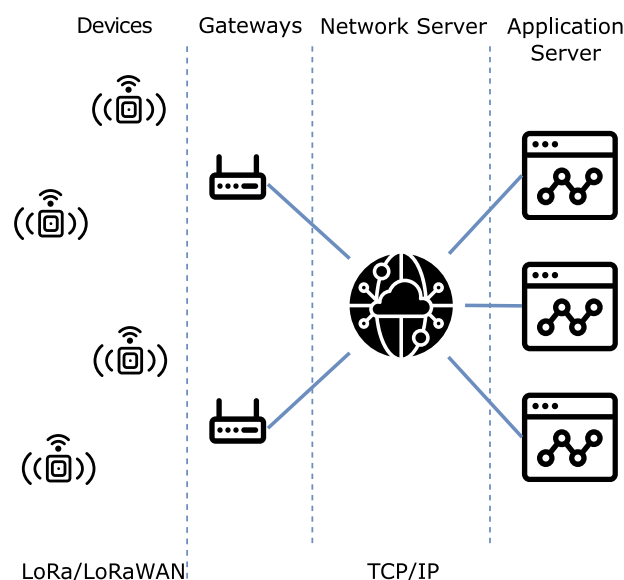 Devices
Gateways
Network Server
Application
Server
LoRa/LoRaWAN
TCP/IP